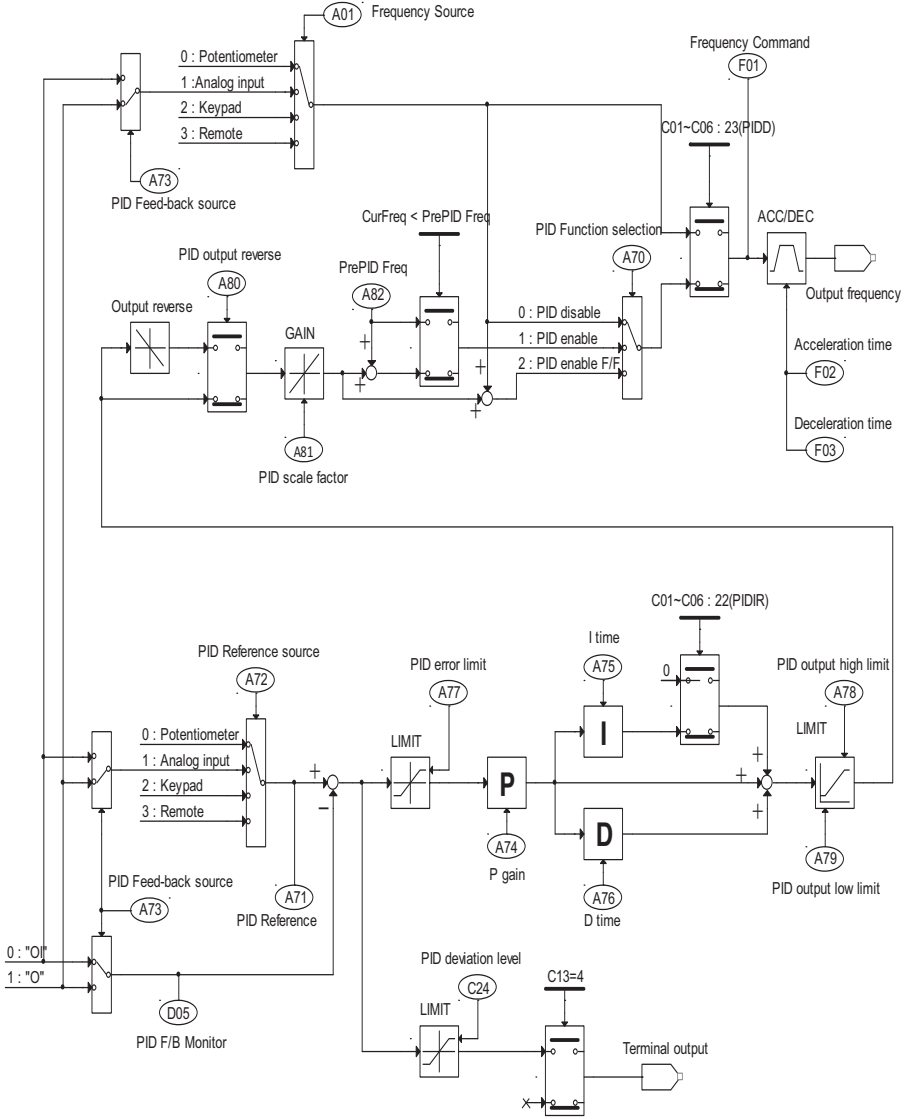 A01
Frequency Source
Frequency Command
F01
0 : Potentiometer
1 :Analog input
2 : Keypad
3 : Remote
C01~C06 : 23(PIDD)
A73
PID Feed-back source
CurFreq < PrePID Freq
PID Function selection
ACC/DEC
PID output reverse
A80
PrePID Freq
A82
A70
Output frequency
Output reverse
GAIN
0 : PID disable
1 : PID enable
2 : PID enable F/F
+
+
+
+
Acceleration time
F02
Deceleration time
F03
A81
PID scale factor
C01~C06 : 22(PIDIR)
I time
PID Reference source
PID error limit
PID output high limit
A72
A77
A75
0
A78
0 : Potentiometer
1 : Analog input
2 : Keypad
3 : Remote
LIMIT
I
LIMIT
+
−
P
+
+
+
D
A74
P gain
A79
PID output low limit
PID Feed-back source
A73
A71
PID Reference
A76
D time
0 : "OI"
1 : "O"
D05
PID F/B Monitor
PID deviation level
C24
C13=4
LIMIT
Terminal output